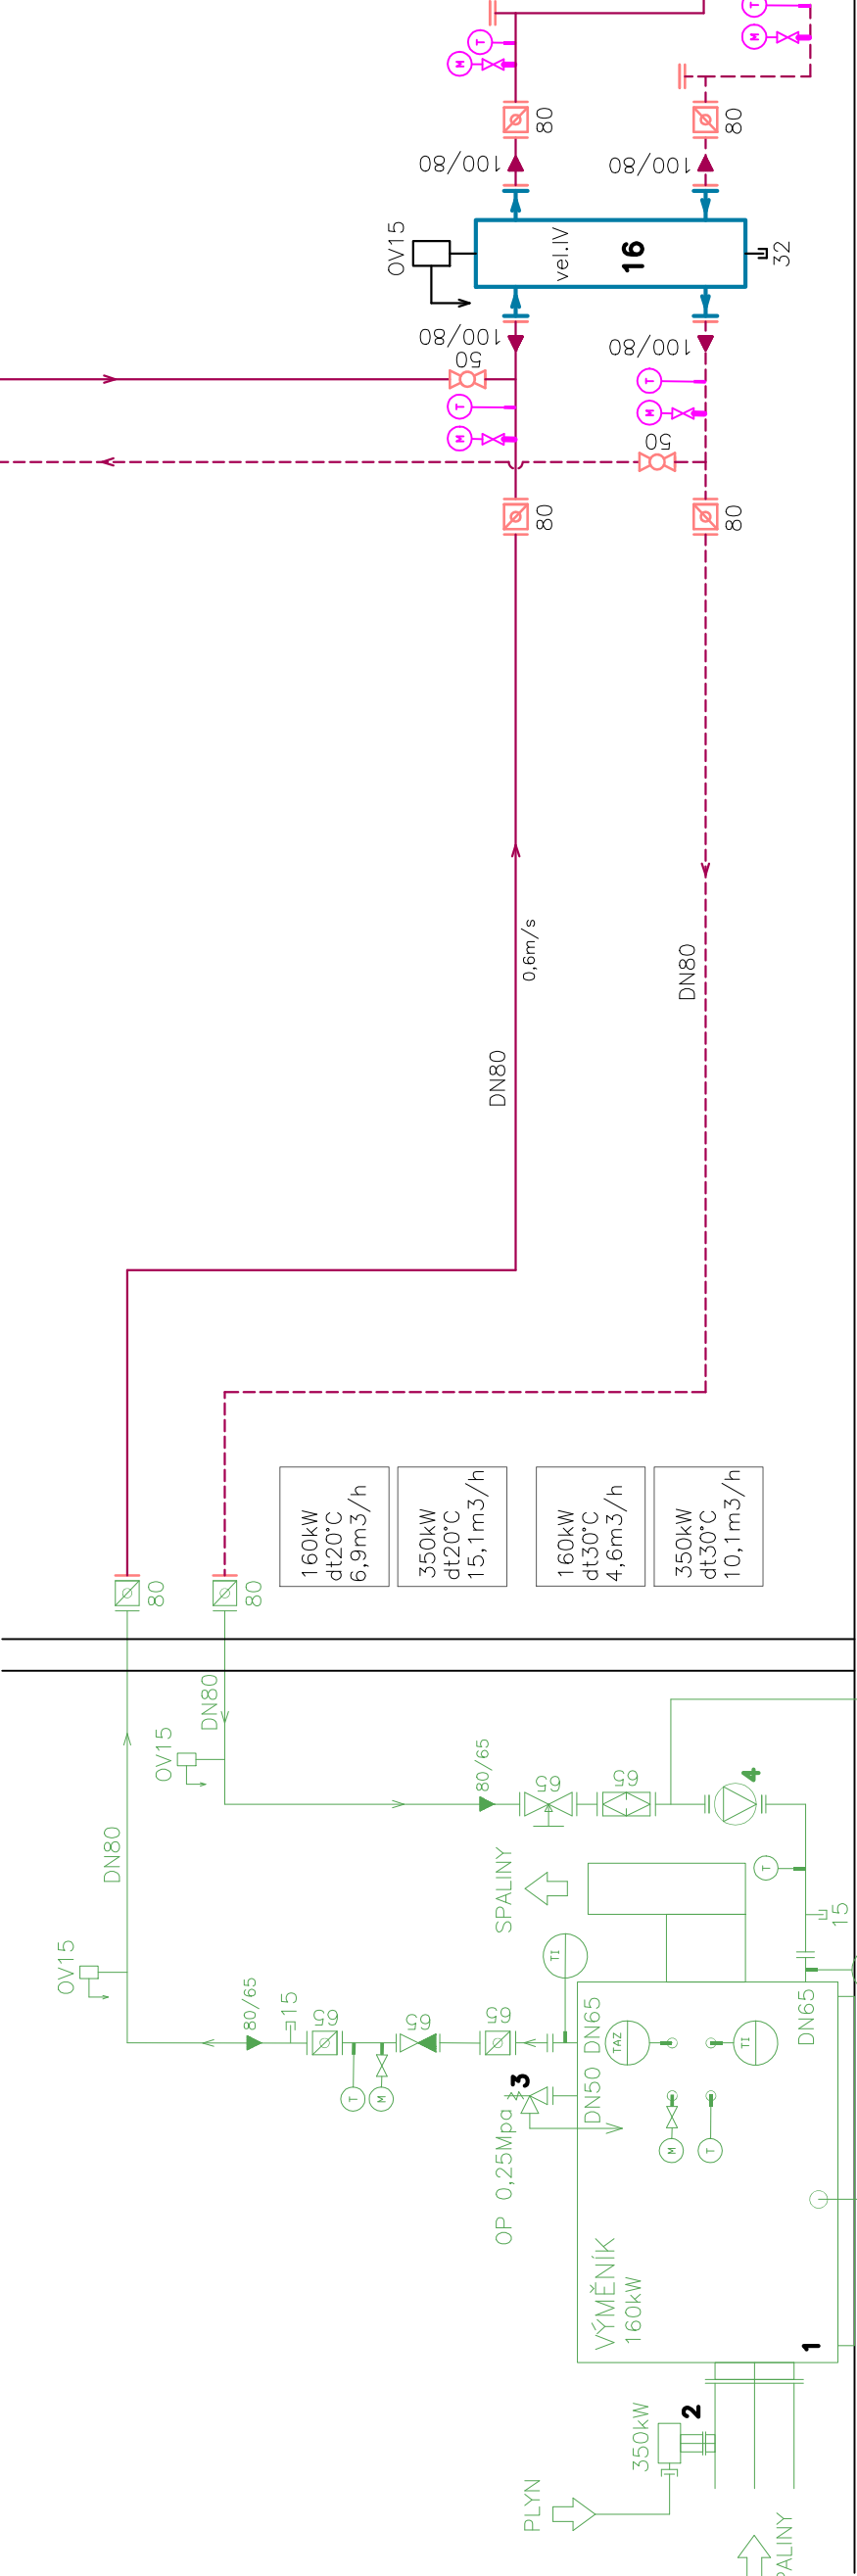 T
M
T
M
80
80
100/80
100/80
OV15
vel.IV
16
32
100/80
100/80
50
T
M
T
M
50
80
80
0,6m/s
DN80
DN80
160kW
dt20°C
6,9m3/h
350kW
dt20°C
15,1m3/h
160kW
dt30°C
4,6m3/h
350kW
dt30°C
10,1m3/h
80
80
DN80
OV15
80/65
65
65
4
DN80
SPALINY
T
15
OV15
80/65
15
65
65
65
TI
DN65
DN65
TAZ
TI
T
M
3
DN50
OP 0,25Mpa
M
T
VÝMĚNÍK
160kW
1
350kW
2
PLYN
PALINY